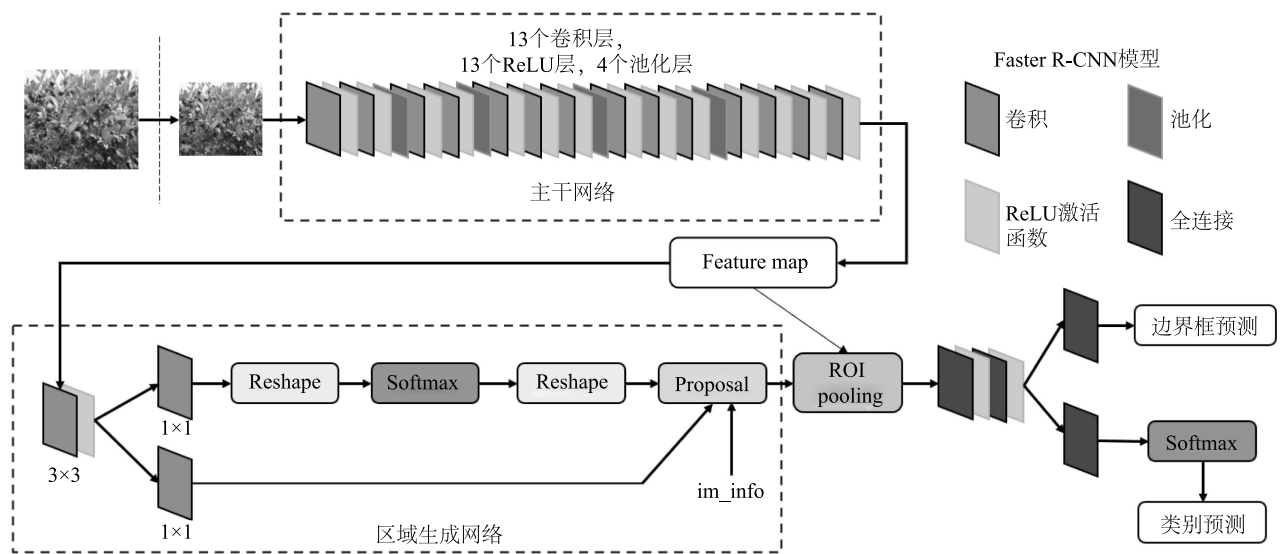 13个卷积层，
13个ReLU层，4个池化层
主干网络
Faster R-CNN模型
卷积
池化
ReLU激活
函数
全连接
Feature map
边界框预测
Reshape
Softmax
Reshape
Proposal
ROI
pooling
1×1
3×3
Softmax
im_info
1×1
区域生成网络
类别预测